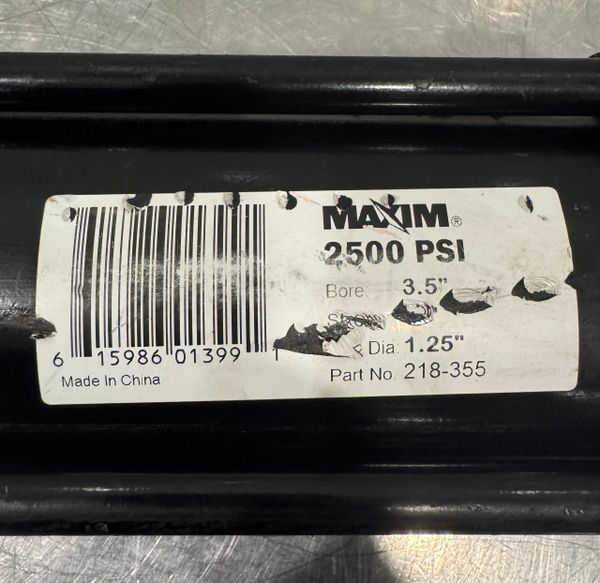 MAXIM®
2500 PSI
Bore: 3.5"
Dia: 1.25"
Part No. 218-355
6 15986 01399 1
Made In China